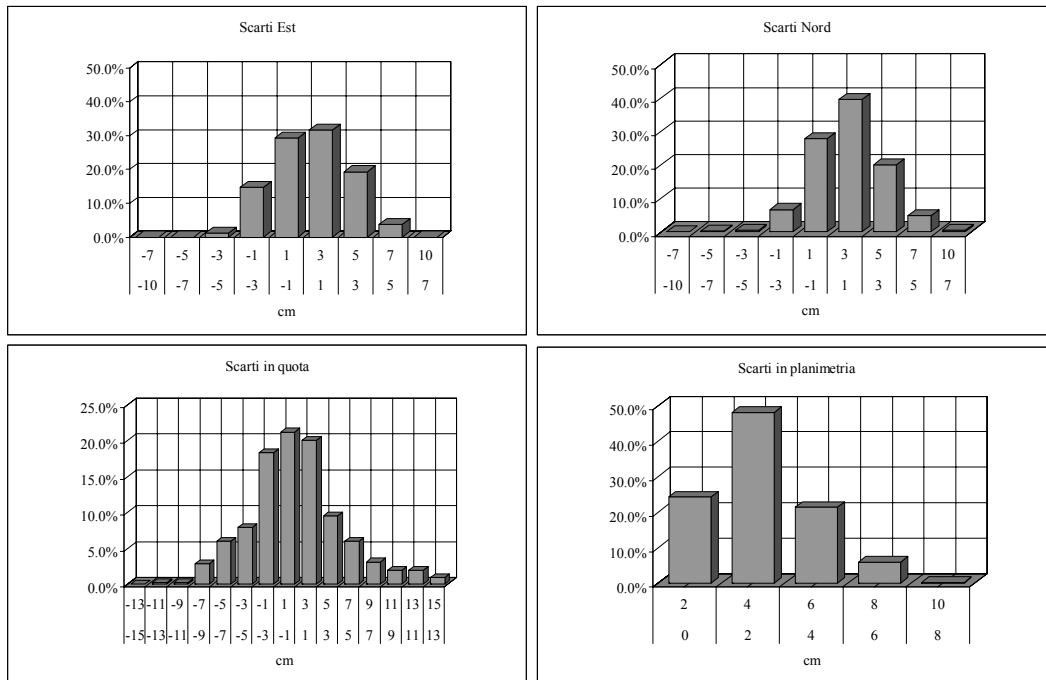 Scarti Est
50.0%
40.0%
30.0%
20.0%
10.0%
0.0%
-7 -5 -3 -1 1 3 5 7 10
-10 -7 -5 -3 -1 1 3 5 7
cm
Scarti Nord
50.0%
40.0%
30.0%
20.0%
10.0%
0.0%
-7 -5 -3 -1 1 3 5 7 10
-10 -7 -5 -3 -1 1 3 5 7
cm
Scarti in quota
25.0%
20.0%
15.0%
10.0%
5.0%
0.0%
-13 -11 -9 -7 -5 -3 -1 1 3 5 7 9 11 13 15
-15 -13 -11 -9 -7 -5 -3 -1 1 3 5 7 9 11 13
cm
Scarti in planimetria
50.0%
40.0%
30.0%
20.0%
10.0%
0.0%
2 4 6 8 10
0 2 4 6 8
cm